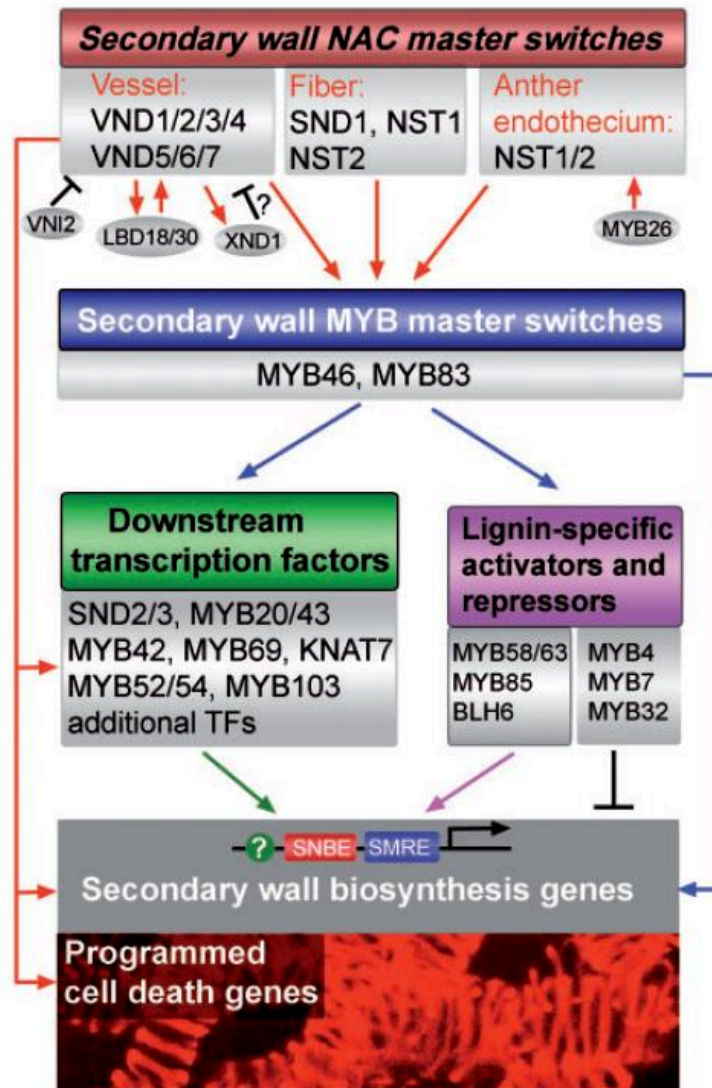 Secondary wall NAC master switches
Vessel:
VND1/2/3/4
VND5/6/7
Fiber:
SND1, NST1
NST2
Anther
endothecium:
NST1/2
VNI2
LBD18/30
XND1
?
MYB26
Secondary wall MYB master switches
MYB46, MYB83
Downstream
transcription factors
SND2/3, MYB20/43
MYB42, MYB69, KNAT7
MYB52/54, MYB103
additional TFs
Lignin-specific
activators and
repressors
MYB58/63
MYB85
BLH6
MYB4
MYB7
MYB32
? SNBE SMRE
Secondary wall biosynthesis genes
Programmed
cell death genes